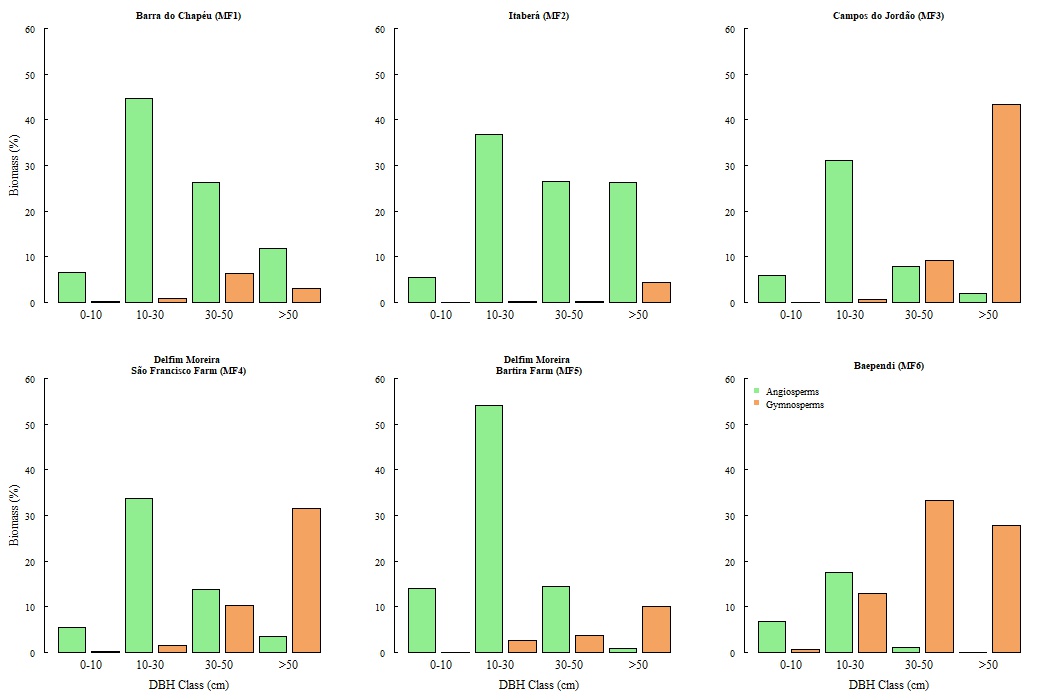 Barra do Chapéu (MF1)
60
50
40
30
20
10
0
Biomass (%)
0-10 10-30 30-50 >50
Itaberá (MF2)
60
50
40
30
20
10
0
0-10 10-30 30-50 >50
Campos do Jordão (MF3)
60
50
40
30
20
10
0
0-10 10-30 30-50 >50
Delfim Moreira
São Francisco Farm (MF4)
60
50
40
30
20
10
0
Biomass (%)
0-10 10-30 30-50 >50
DBH Class (cm)
Delfim Moreira
Bartira Farm (MF5)
60
50
40
30
20
10
0
0-10 10-30 30-50 >50
DBH Class (cm)
Baependi (MF6)
Angiosperms
Gymnosperms
60
50
40
30
20
10
0
0-10 10-30 30-50 >50
DBH Class (cm)